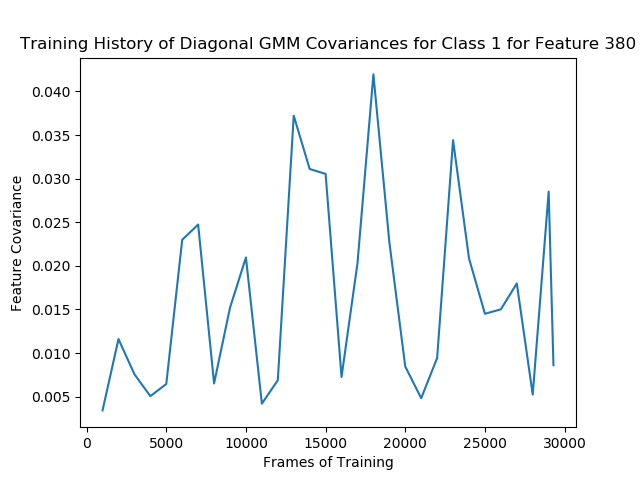 Training History of Diagonal GMM Covariances for Class 1 for Feature 380
0.040
0.035
0.030
0.025
0.020
0.015
0.010
0.005
Feature Covariance
0 5000 10000 15000 20000 25000 30000
Frames of Training